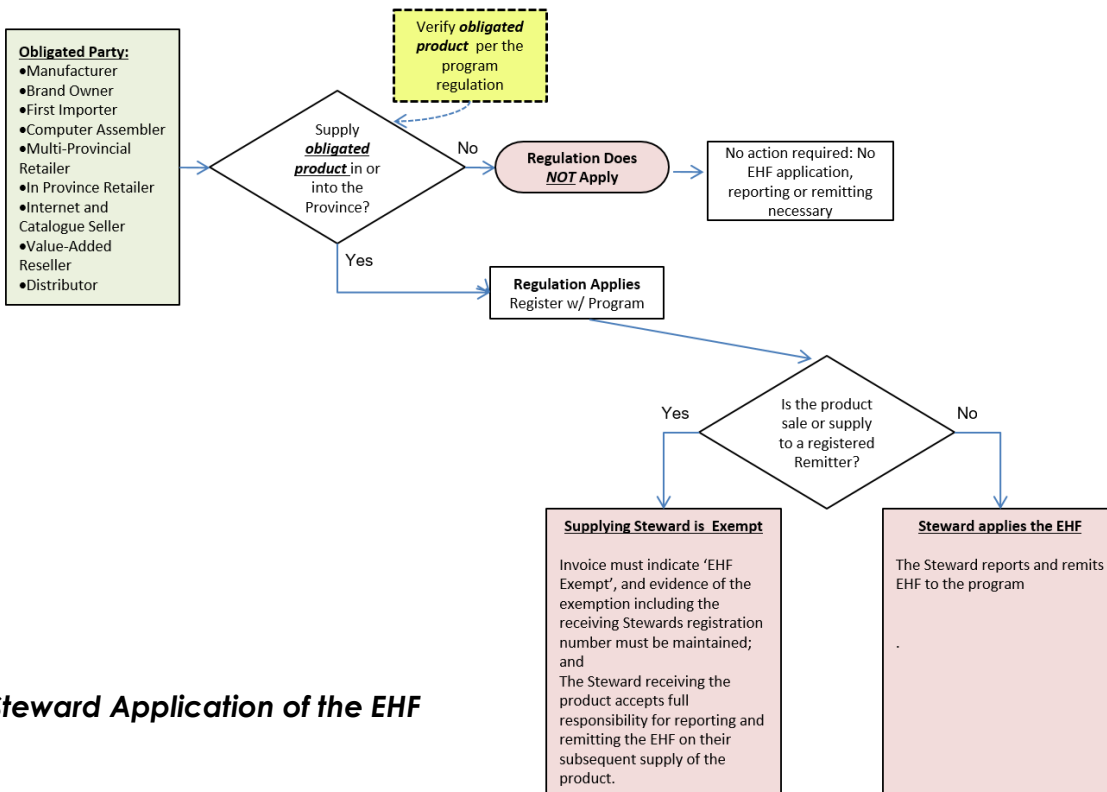 Obligated Party:
•Manufacturer
•Brand Owner
•First Importer
•Computer Assembler
•Multi-Provincial
Retailer
•In Province Retailer
•Internet and
Catalogue Seller
•Value-Added
Reseller
•Distributor
Verify obligated
product per the
program
regulation
Supply
obligated
product in or
into the
Province?
No
Regulation Does
NOT Apply
No action required: No
EHF application,
reporting or remitting
necessary
Yes
Regulation Applies
Register w/ Program
Is the product
sale or supply
to a registered
Remitter?
Yes
No
Supplying Steward is Exempt
Invoice must indicate ‘EHF
Exempt’, and evidence of the
exemption including the
receiving Stewards registration
number must be maintained;
and
The Steward receiving the
product accepts full
responsibility for reporting and
remitting the EHF on their
subsequent supply of the
product.
Steward applies the EHF
The Steward reports and remits
EHF to the program
.
Steward Application of the EHF